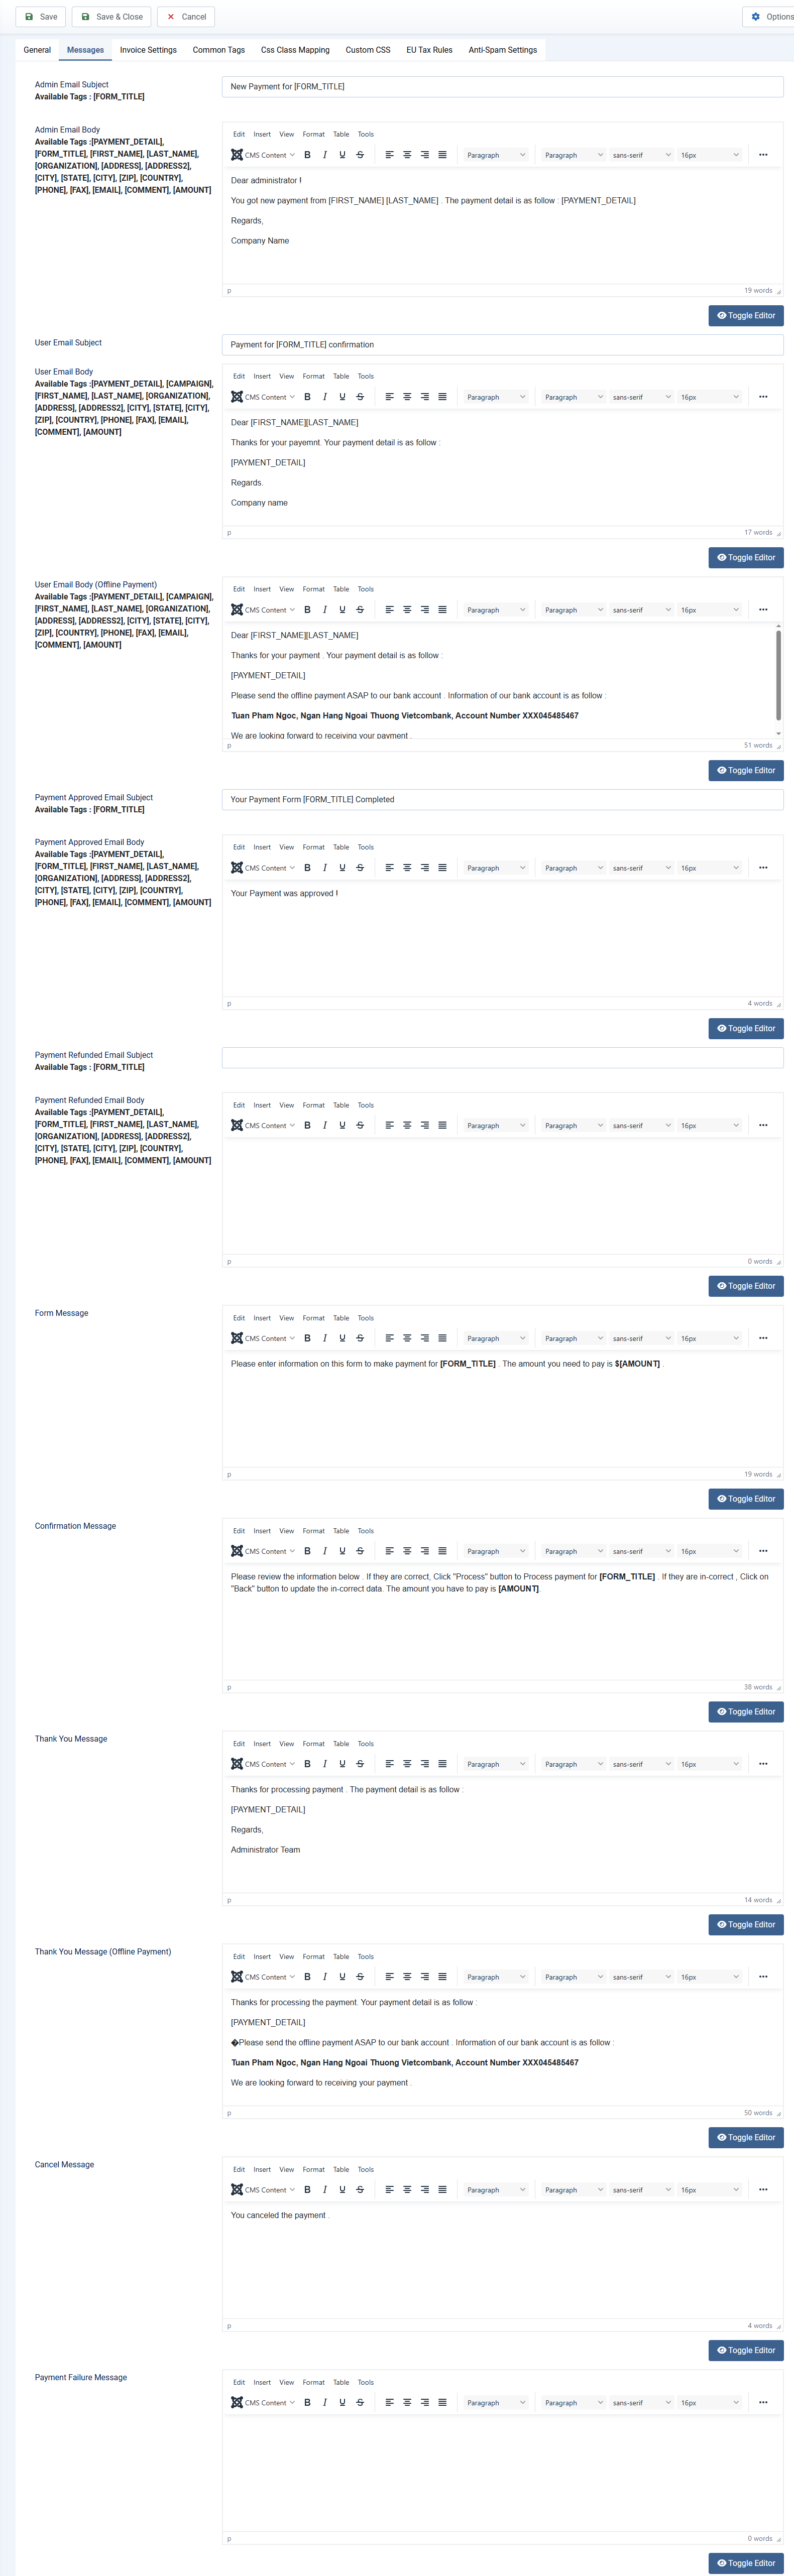 Save Save & Close Cancel Options
General Messages Invoice Settings Common Tags Css Class Mapping Custom CSS EU Tax Rules Anti-Spam Settings
Admin Email Subject
Available Tags : [FORM_TITLE]
New Payment for [FORM_TITLE]
Admin Email Body
Available Tags :[PAYMENT_DETAIL],
[FORM_TITLE], [FIRST_NAME], [LAST_NAME],
[ORGANIZATION], [ADDRESS], [ADDRESS2],
[CITY], [STATE], [CITY], [ZIP], [COUNTRY],
[PHONE], [FAX], [EMAIL], [COMMENT], [AMOUNT]
Edit Insert View Format Table Tools
CMS Content B I U S Paragraph Paragraph sans-serif 16px
Dear administrator !
You got new payment from [FIRST_NAME] [LAST_NAME] . The payment detail is as follow : [PAYMENT_DETAIL]
Regards,
Company Name
p 19 words
Toggle Editor
User Email Subject
Payment for [FORM_TITLE] confirmation
User Email Body
Available Tags :[PAYMENT_DETAIL], [CAMPAIGN],
[FIRST_NAME], [LAST_NAME], [ORGANIZATION],
[ADDRESS], [ADDRESS2], [CITY], [STATE], [CITY],
[ZIP], [COUNTRY], [PHONE], [FAX], [EMAIL],
[COMMENT], [AMOUNT]
Edit Insert View Format Table Tools
CMS Content B I U S Paragraph Paragraph sans-serif 16px
Dear [FIRST_NAME][LAST_NAME]
Thanks for your payemnt. Your payment detail is as follow :
[PAYMENT_DETAIL]
Regards.
Company name
p 17 words
Toggle Editor
User Email Body (Offline Payment)
Available Tags :[PAYMENT_DETAIL], [CAMPAIGN],
[FIRST_NAME], [LAST_NAME], [ORGANIZATION],
[ADDRESS], [ADDRESS2], [CITY], [STATE], [CITY],
[ZIP], [COUNTRY], [PHONE], [FAX], [EMAIL],
[COMMENT], [AMOUNT]
Edit Insert View Format Table Tools
CMS Content B I U S Paragraph Paragraph sans-serif 16px
Dear [FIRST_NAME][LAST_NAME]
Thanks for your payment . Your payment detail is as follow :
[PAYMENT_DETAIL]
Please send the offline payment ASAP to our bank account . Information of our bank account is as follow :
Tuan Pham Ngoc, Ngan Hang Ngoai Thuong Vietcombank, Account Number XXX045485467
We are looking forward to receiving your payment .
p 51 words
Toggle Editor
Payment Approved Email Subject
Available Tags : [FORM_TITLE]
Your Payment Form [FORM_TITLE] Completed
Payment Approved Email Body
Available Tags :[PAYMENT_DETAIL],
[FORM_TITLE], [FIRST_NAME], [LAST_NAME],
[ORGANIZATION], [ADDRESS], [ADDRESS2],
[CITY], [STATE], [CITY], [ZIP], [COUNTRY],
[PHONE], [FAX], [EMAIL], [COMMENT], [AMOUNT]
Edit Insert View Format Table Tools
CMS Content B I U S Paragraph Paragraph sans-serif 16px
Your Payment was approved !
p 4 words
Toggle Editor
Payment Refunded Email Subject
Available Tags : [FORM_TITLE]
Payment Refunded Email Body
Available Tags :[PAYMENT_DETAIL],
[FORM_TITLE], [FIRST_NAME], [LAST_NAME],
[ORGANIZATION], [ADDRESS], [ADDRESS2],
[CITY], [STATE], [CITY], [ZIP], [COUNTRY],
[PHONE], [FAX], [EMAIL], [COMMENT], [AMOUNT]
Edit Insert View Format Table Tools
CMS Content B I U S Paragraph Paragraph sans-serif 16px
p 0 words
Toggle Editor
Form Message
Edit Insert View Format Table Tools
CMS Content B I U S Paragraph Paragraph sans-serif 16px
Please enter information on this form to make payment for [FORM_TITLE] . The amount you need to pay is $[AMOUNT] .
p 19 words
Toggle Editor
Confirmation Message
Edit Insert View Format Table Tools
CMS Content B I U S Paragraph Paragraph sans-serif 16px
Please review the information below . If they are correct, Click "Process" button to Process payment for [FORM_TITLE] . If they are in-correct , Click on
"Back" button to update the in-correct data. The amount you have to pay is [AMOUNT].
p 38 words
Toggle Editor
Thank You Message
Edit Insert View Format Table Tools
CMS Content B I U S Paragraph Paragraph sans-serif 16px
Thanks for processing payment . The payment detail is as follow :
[PAYMENT_DETAIL]
Regards,
Administrator Team
p 14 words
Toggle Editor
Thank You Message (Offline Payment)
Edit Insert View Format Table Tools
CMS Content B I U S Paragraph Paragraph sans-serif 16px
Thanks for processing the payment. Your payment detail is as follow :
[PAYMENT_DETAIL]
�Please send the offline payment ASAP to our bank account . Information of our bank account is as follow :
Tuan Pham Ngoc, Ngan Hang Ngoai Thuong Vietcombank, Account Number XXX045485467
We are looking forward to receiving your payment .
p 50 words
Toggle Editor
Cancel Message
Edit Insert View Format Table Tools
CMS Content B I U S Paragraph Paragraph sans-serif 16px
You canceled the payment .
p 4 words
Toggle Editor
Payment Failure Message
Edit Insert View Format Table Tools
CMS Content B I U S Paragraph Paragraph sans-serif 16px
p 0 words
Toggle Editor